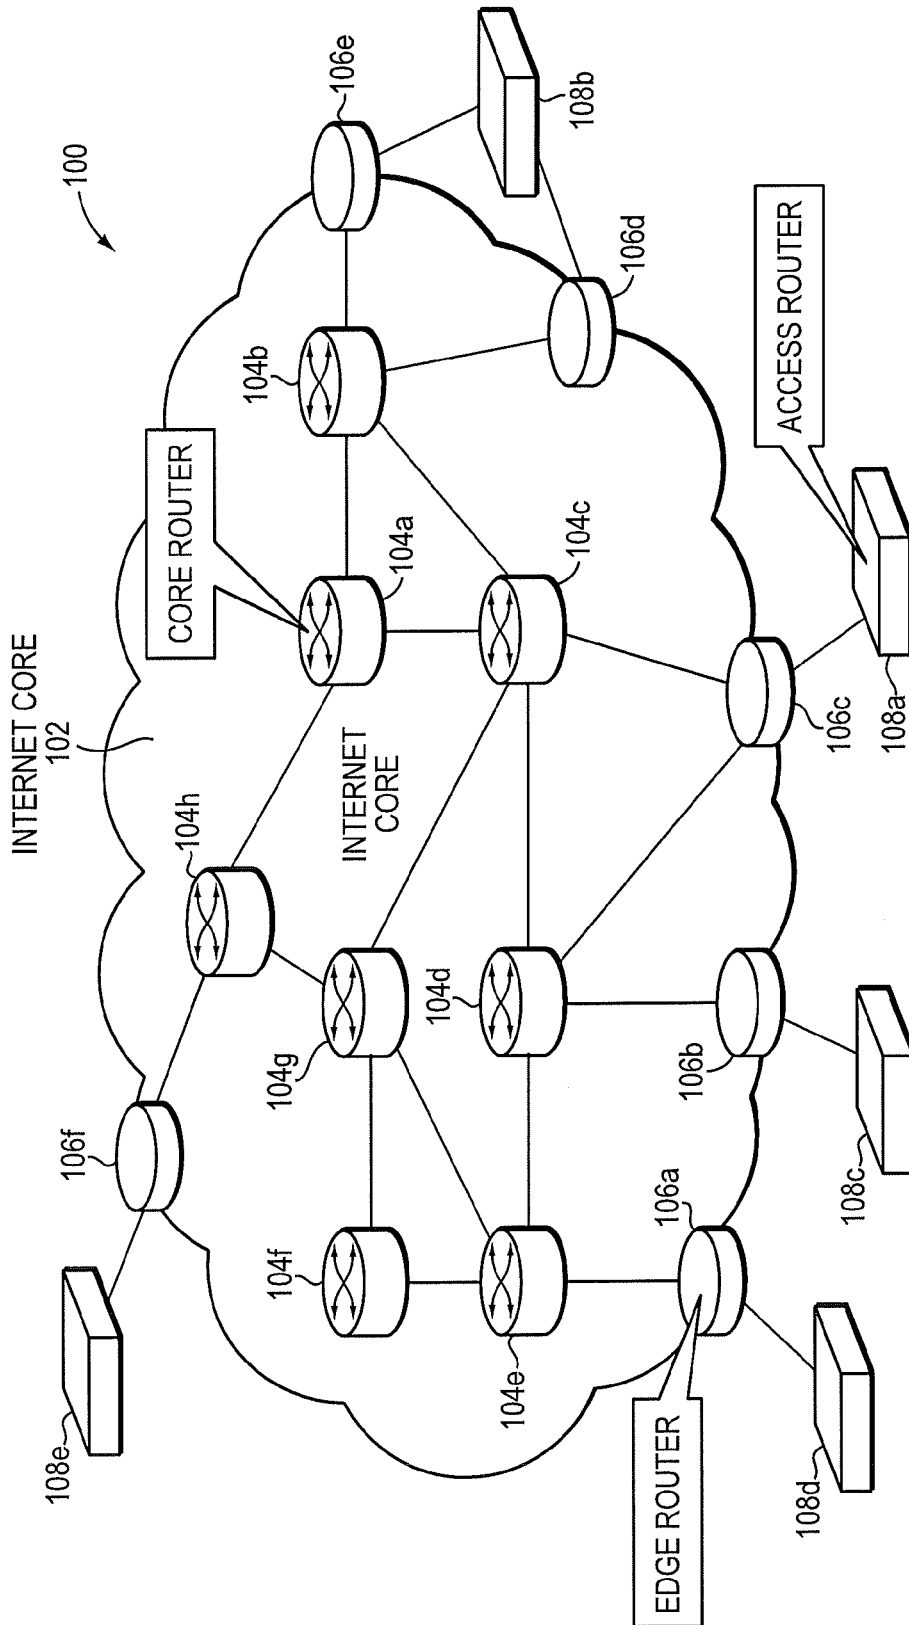 INTERNET CORE
102
100
106f
104h
CORE ROUTER
104b
106e
108e
104a
104g
INTERNET
CORE
104f
104d
104c
106d
108b
104e
106a
EDGE ROUTER
106b
106c
ACCESS ROUTER
108d
108c
108a